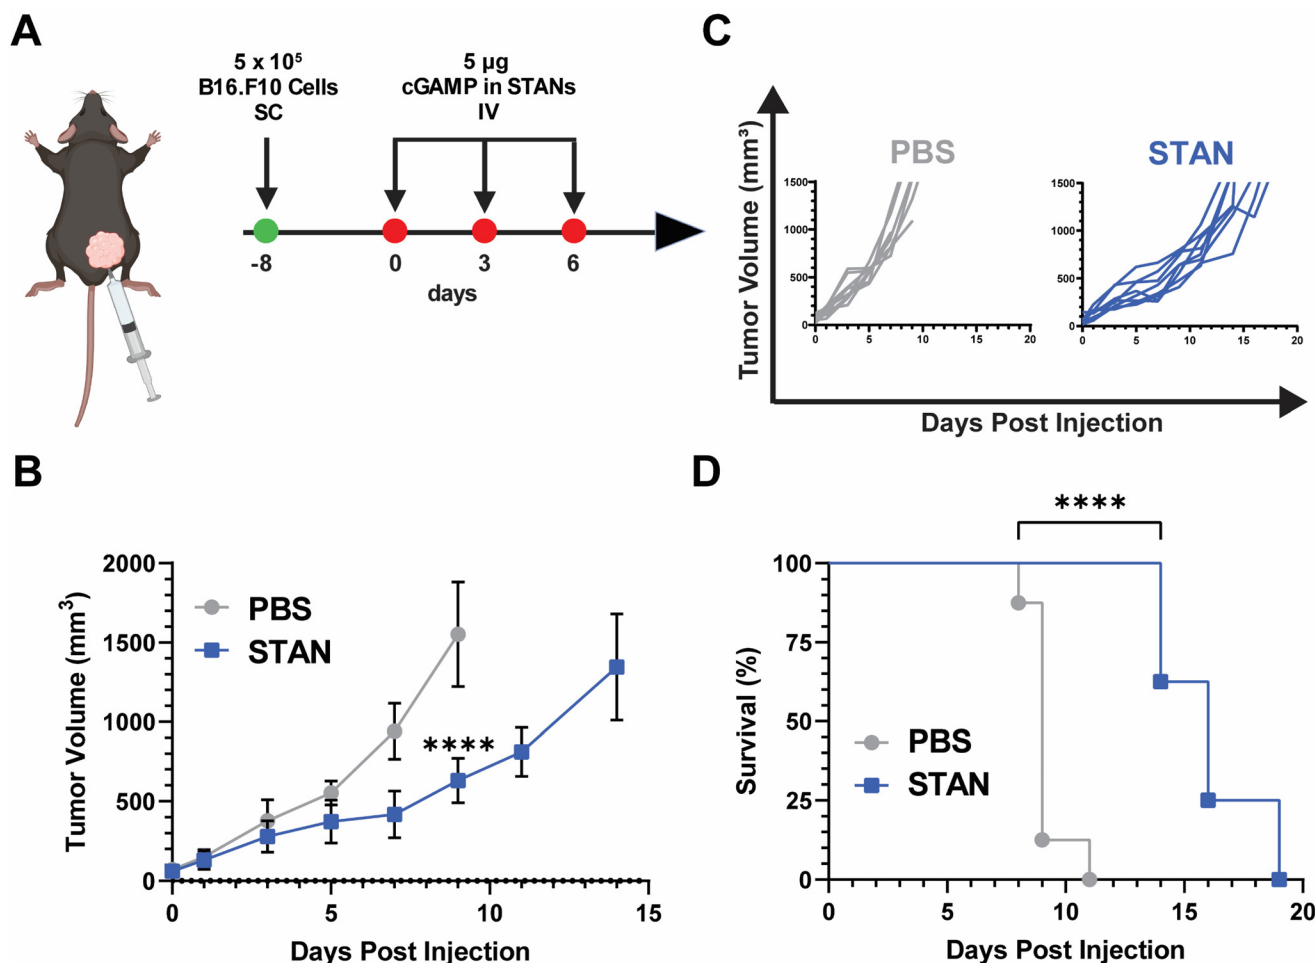 A
5 x 10⁵
B16.F10 Cells
SC
5 µg
cGAMP in STANs
IV
-8
0
3
6
days
C
Tumor Volume (mm³)
PBS
1500
1000
500
0
0
5
10
15
20
STAN
1500
1000
500
0
0
5
10
15
20
Days Post Injection
B
Tumor Volume (mm³)
2000
1500
1000
500
0
PBS
STAN
****
0
5
10
15
Days Post Injection
D
****
Survival (%)
100
75
50
25
0
PBS
STAN
0
5
10
15
20
Days Post Injection